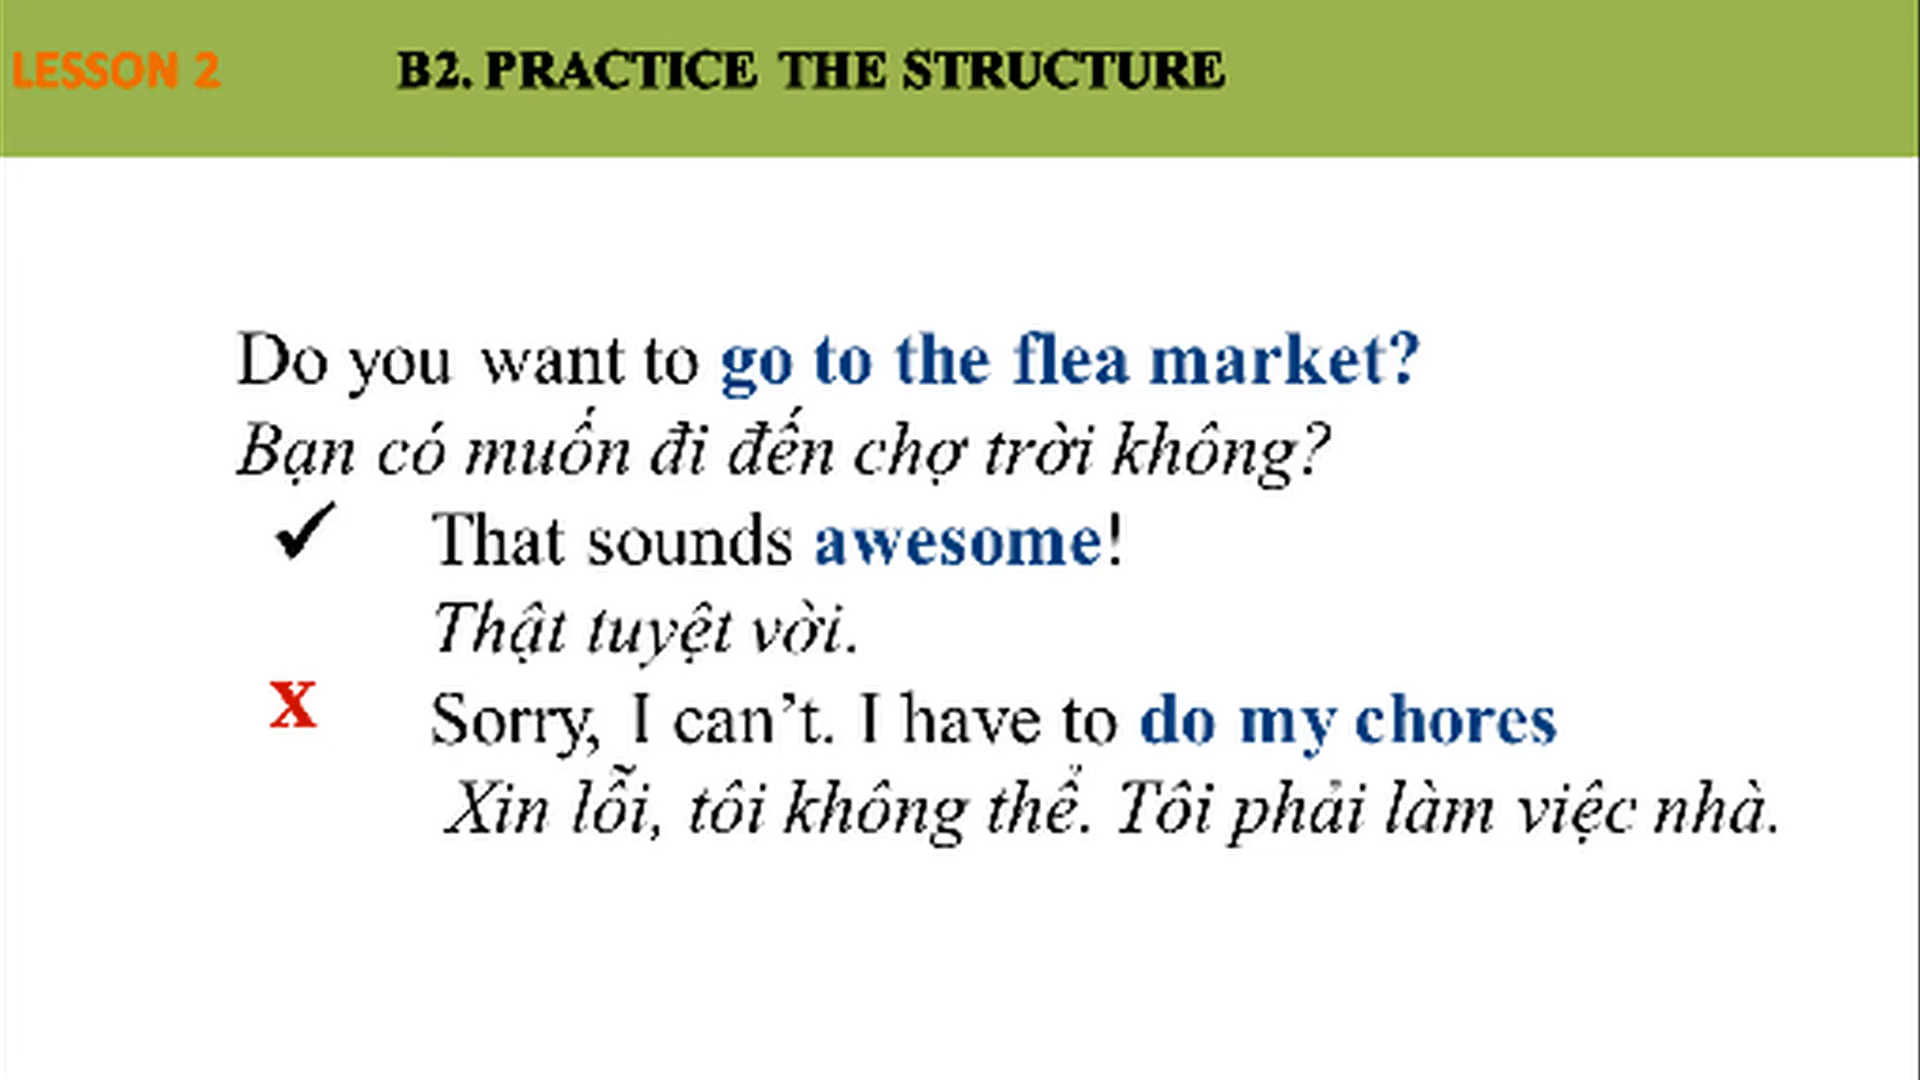 LESSON 2 B2. PRACTICE THE STRUCTURE
Do you want to go to the flea market?
Bạn có muốn đi đến chợ trời không?
✓ That sounds awesome!
Thật tuyệt vời.
X Sorry, I can’t. I have to do my chores
Xin lỗi, tôi không thể. Tôi phải làm việc nhà.